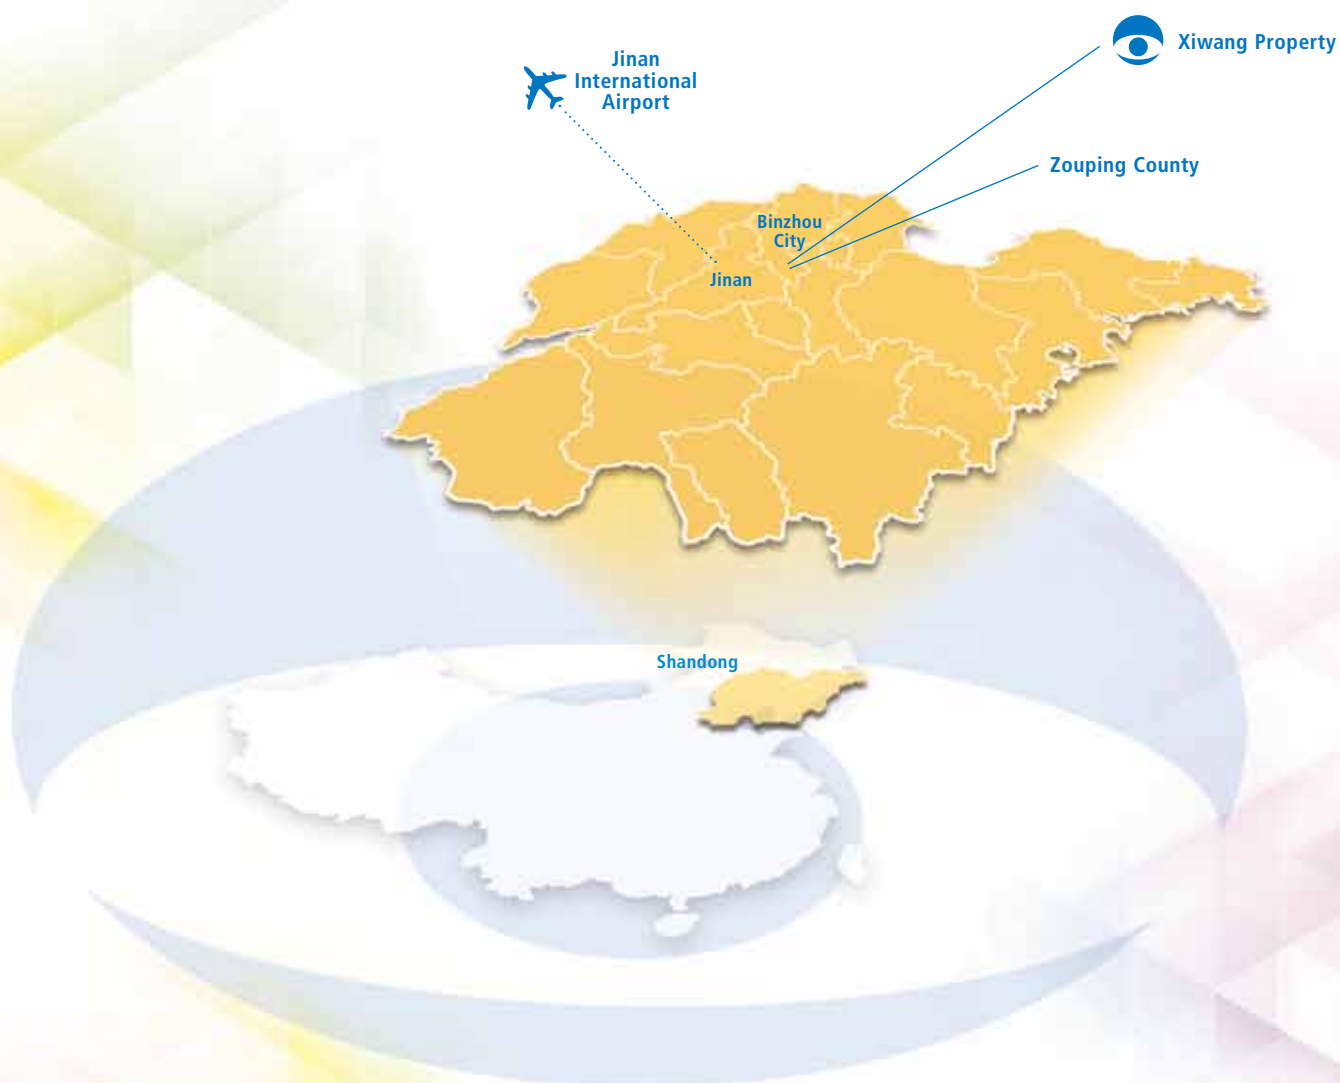 Xiwang Property
Jinan
International
Airport
Zouping County
Binzhou
City
Jinan
Shandong